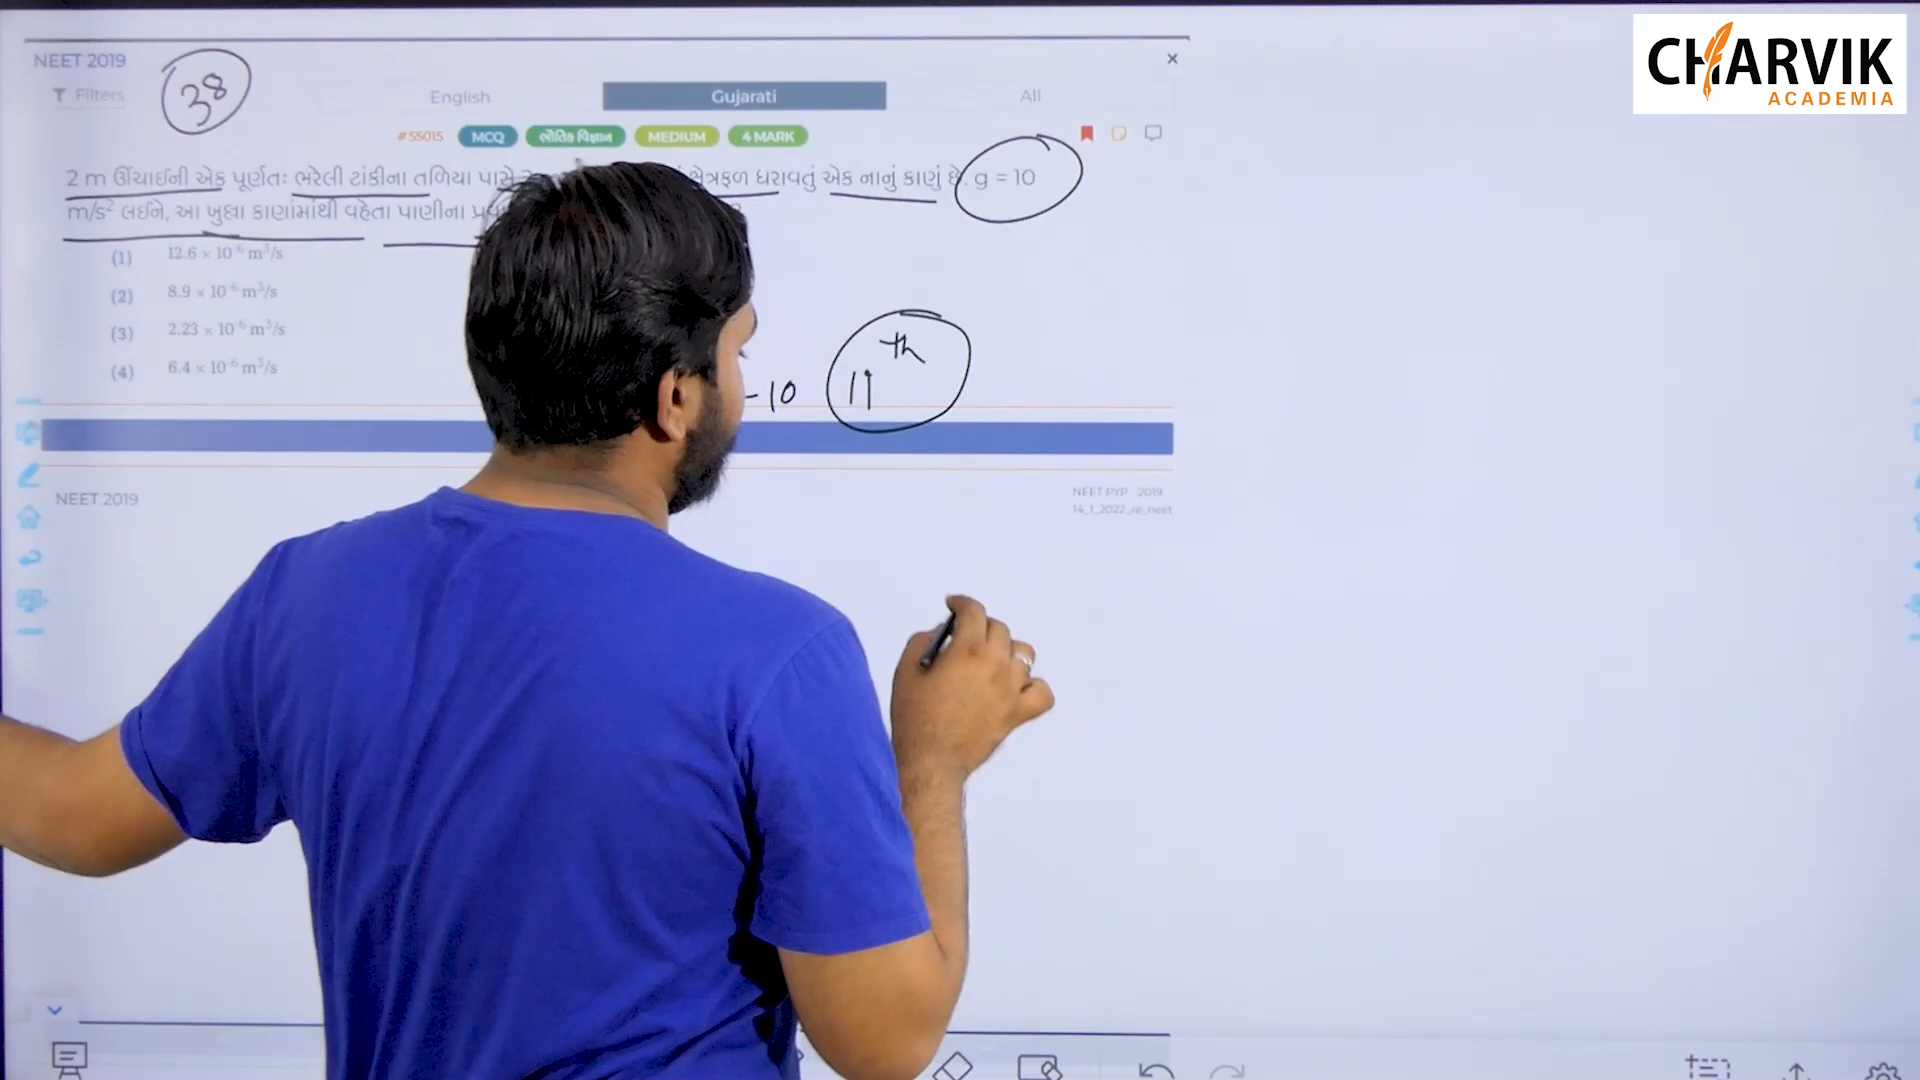 CHARVIK
ACADEMIA
NEET 2019
38
Filters
English
Gujarati
All
#55015
MCQ
ભૌતિક વિજ્ઞાન
MEDIUM
4 MARK
2 m ઊંચાઈની એક પૂર્ણતઃ ભરેલી ટાંકીના તળિયા પાસે ક્ષેત્રફળ ધરાવતું એક નાનું કાણું છે. g = 10
m/s² લઈને, આ ખુલ્લા કાણાંમાંથી વહેતા પાણીના
(1) 12.6 × 10⁻⁶ m³/s
(2) 8.9 × 10⁻⁶ m³/s
(3) 2.23 × 10⁻⁶ m³/s
(4) 6.4 × 10⁻⁶ m³/s
-10
11th
NEET 2019
NEET PYP 2019
14_1_2022_re_neet